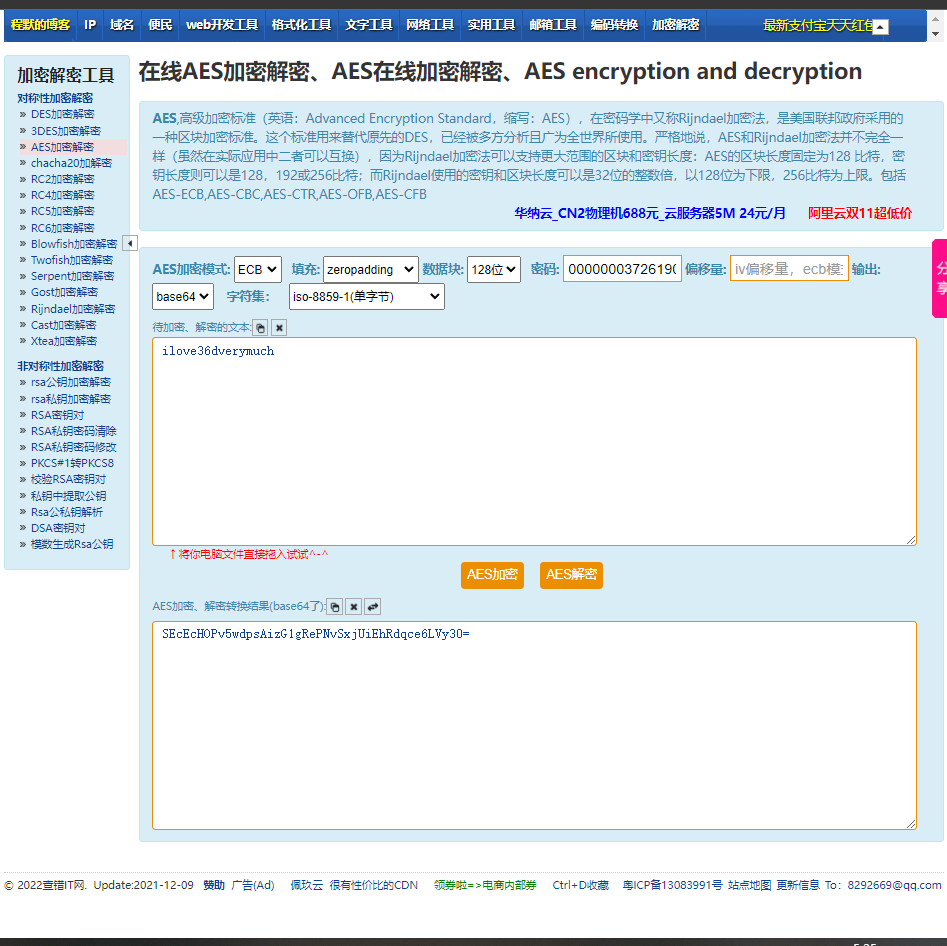 程默的博客 IP 域名 便民 web开发工具 格式化工具 文字工具 网络工具 实用工具 邮箱工具 编码转换 加密解密 最新支付宝天天红包
加密解密工具
对称性加密解密
» DES加密解密
» 3DES加密解密
» AES加密解密
» chacha20加解密
» RC2加密解密
» RC4加密解密
» RC5加密解密
» RC6加密解密
» Blowfish加密解密
» Twofish加密解密
» Serpent加密解密
» Gost加密解密
» Rijndael加密解密
» Cast加密解密
» Xtea加密解密
非对称性加密解密
» rsa公钥加密解密
» rsa私钥加密解密
» RSA密钥对
» RSA私钥密码清除
» RSA私钥密码修改
» PKCS#1转PKCS8
» 校验RSA密钥对
» 私钥中提取公钥
» Rsa公私钥解析
» DSA密钥对
» 模数生成Rsa公钥
在线AES加密解密、AES在线加密解密、AES encryption and decryption
AES,高级加密标准（英语：Advanced Encryption Standard，缩写：AES），在密码学中又称Rijndael加密法，是美国联邦政府采用的
一种区块加密标准。这个标准用来替代原先的DES，已经被多方分析且广为全世界所使用。严格地说，AES和Rijndael加密法并不完全一
样（虽然在实际应用中二者可以互换），因为Rijndael加密法可以支持更大范围的区块和密钥长度：AES的区块长度固定为128 比特，密
钥长度则可以是128，192或256比特；而Rijndael使用的密钥和区块长度可以是32位的整数倍，以128位为下限，256比特为上限。包括
AES-ECB,AES-CBC,AES-CTR,AES-OFB,AES-CFB
华纳云_CN2物理机688元_云服务器5M 24元/月 阿里云双11超低价
AES加密模式: ECB 填充: zeropadding 数据块: 128位 密码: 0000000372619( 偏移量: iv偏移量，ecb模 输出:
base64 字符集: iso-8859-1(单字节)
待加密、解密的文本:
ilove36dverymuch
↑将你电脑文件直接拖入试试^-^
AES加密 AES解密
AES加密、解密转换结果(base64了):
SEcEcHOPv5wdpsAizG1gRePNvSxjUiEhRdqce6LVy30=
分
享
© 2022查错IT网. Update:2021-12-09 赞助 广告(Ad) 佩玖云 很有性价比的CDN 领券啦=>电商内部券 Ctrl+D收藏 粤ICP备13083991号 站点地图 更新信息 To：8292669@qq.com